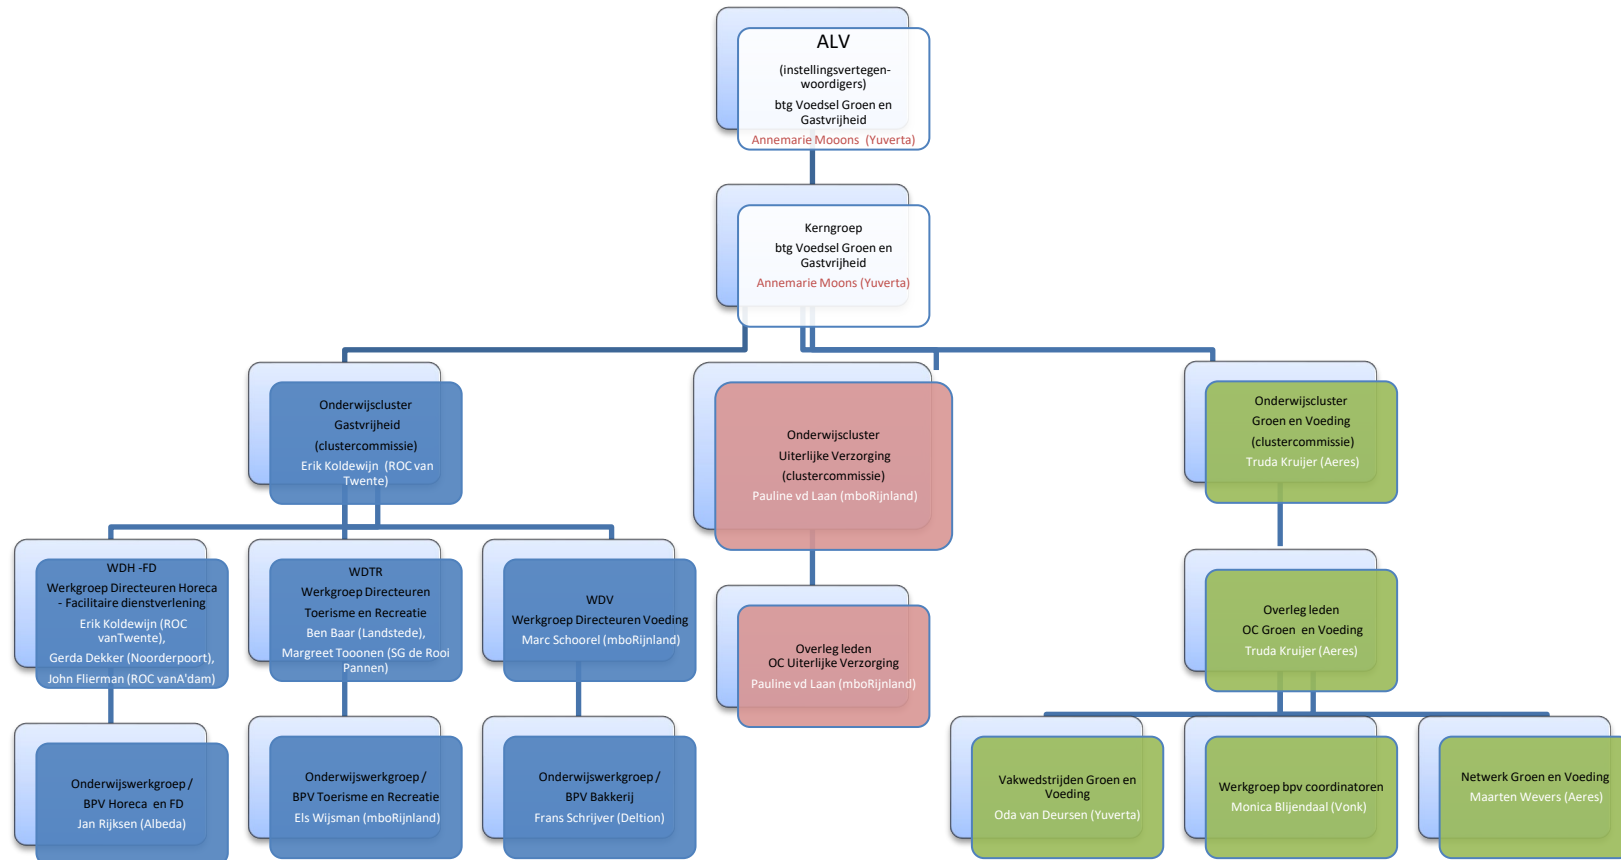 ALV
(instellingsvertegen-
woordigers)
btg Voedsel Groen en
Gastvrijheid
Annemarie Mooons (Yuverta)
Kerngroep
btg Voedsel Groen en
Gastvrijheid
Annemarie Moons (Yuverta)
Onderwijscluster
Gastvrijheid
(clustercommissie)
Erik Koldewijn (ROC van
Twente)
Onderwijscluster
Uiterlijke Verzorging
(clustercommissie)
Pauline vd Laan (mboRijnland)
Onderwijscluster
Groen en Voeding
(clustercommissie)
Truda Kruijer (Aeres)
WDH -FD
Werkgroep Directeuren Horeca
- Facilitaire dienstverlening
Erik Koldewijn (ROC
vanTwente),
Gerda Dekker (Noorderpoort),
John Flierman (ROC vanA'dam)
WDTR
Werkgroep Directeuren
Toerisme en Recreatie
Ben Baar (Landstede),
Margreet Tooonen (SG de Rooi
Pannen)
WDV
Werkgroep Directeuren Voeding
Marc Schoorel (mboRijnland)
Overleg leden
OC Uiterlijke Verzorging
Pauline vd Laan (mboRijnland)
Overleg leden
OC Groen en Voeding
Truda Kruijer (Aeres)
Onderwijswerkgroep /
BPV Horeca en FD
Jan Rijksen (Albeda)
Onderwijswerkgroep /
BPV Toerisme en Recreatie
Els Wijsman (mboRijnland)
Onderwijswerkgroep /
BPV Bakkerij
Frans Schrijver (Deltion)
Vakwedstrijden Groen en
Voeding
Oda van Deursen (Yuverta)
Werkgroep bpv coordinatoren
Monica Blijendaal (Vonk)
Netwerk Groen en Voeding
Maarten Wevers (Aeres)